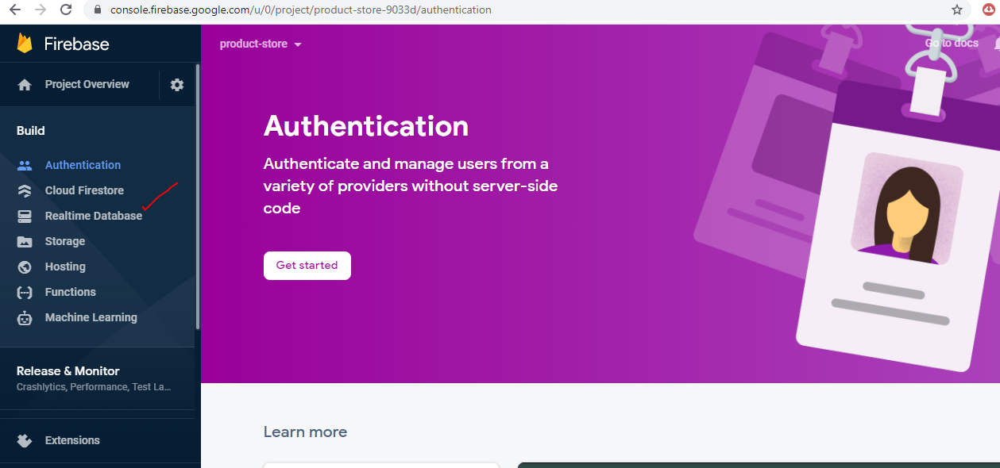 console.firebase.google.com/u/0/project/product-store-9033d/authentication
Firebase
product-store
Go to docs
Project Overview
Build
Authentication
Cloud Firestore
Realtime Database
Storage
Hosting
Functions
Machine Learning
Release & Monitor
Crashlytics, Performance, Test La...
Extensions
Authentication
Authenticate and manage users from a
variety of providers without server-side
code
Get started
Learn more